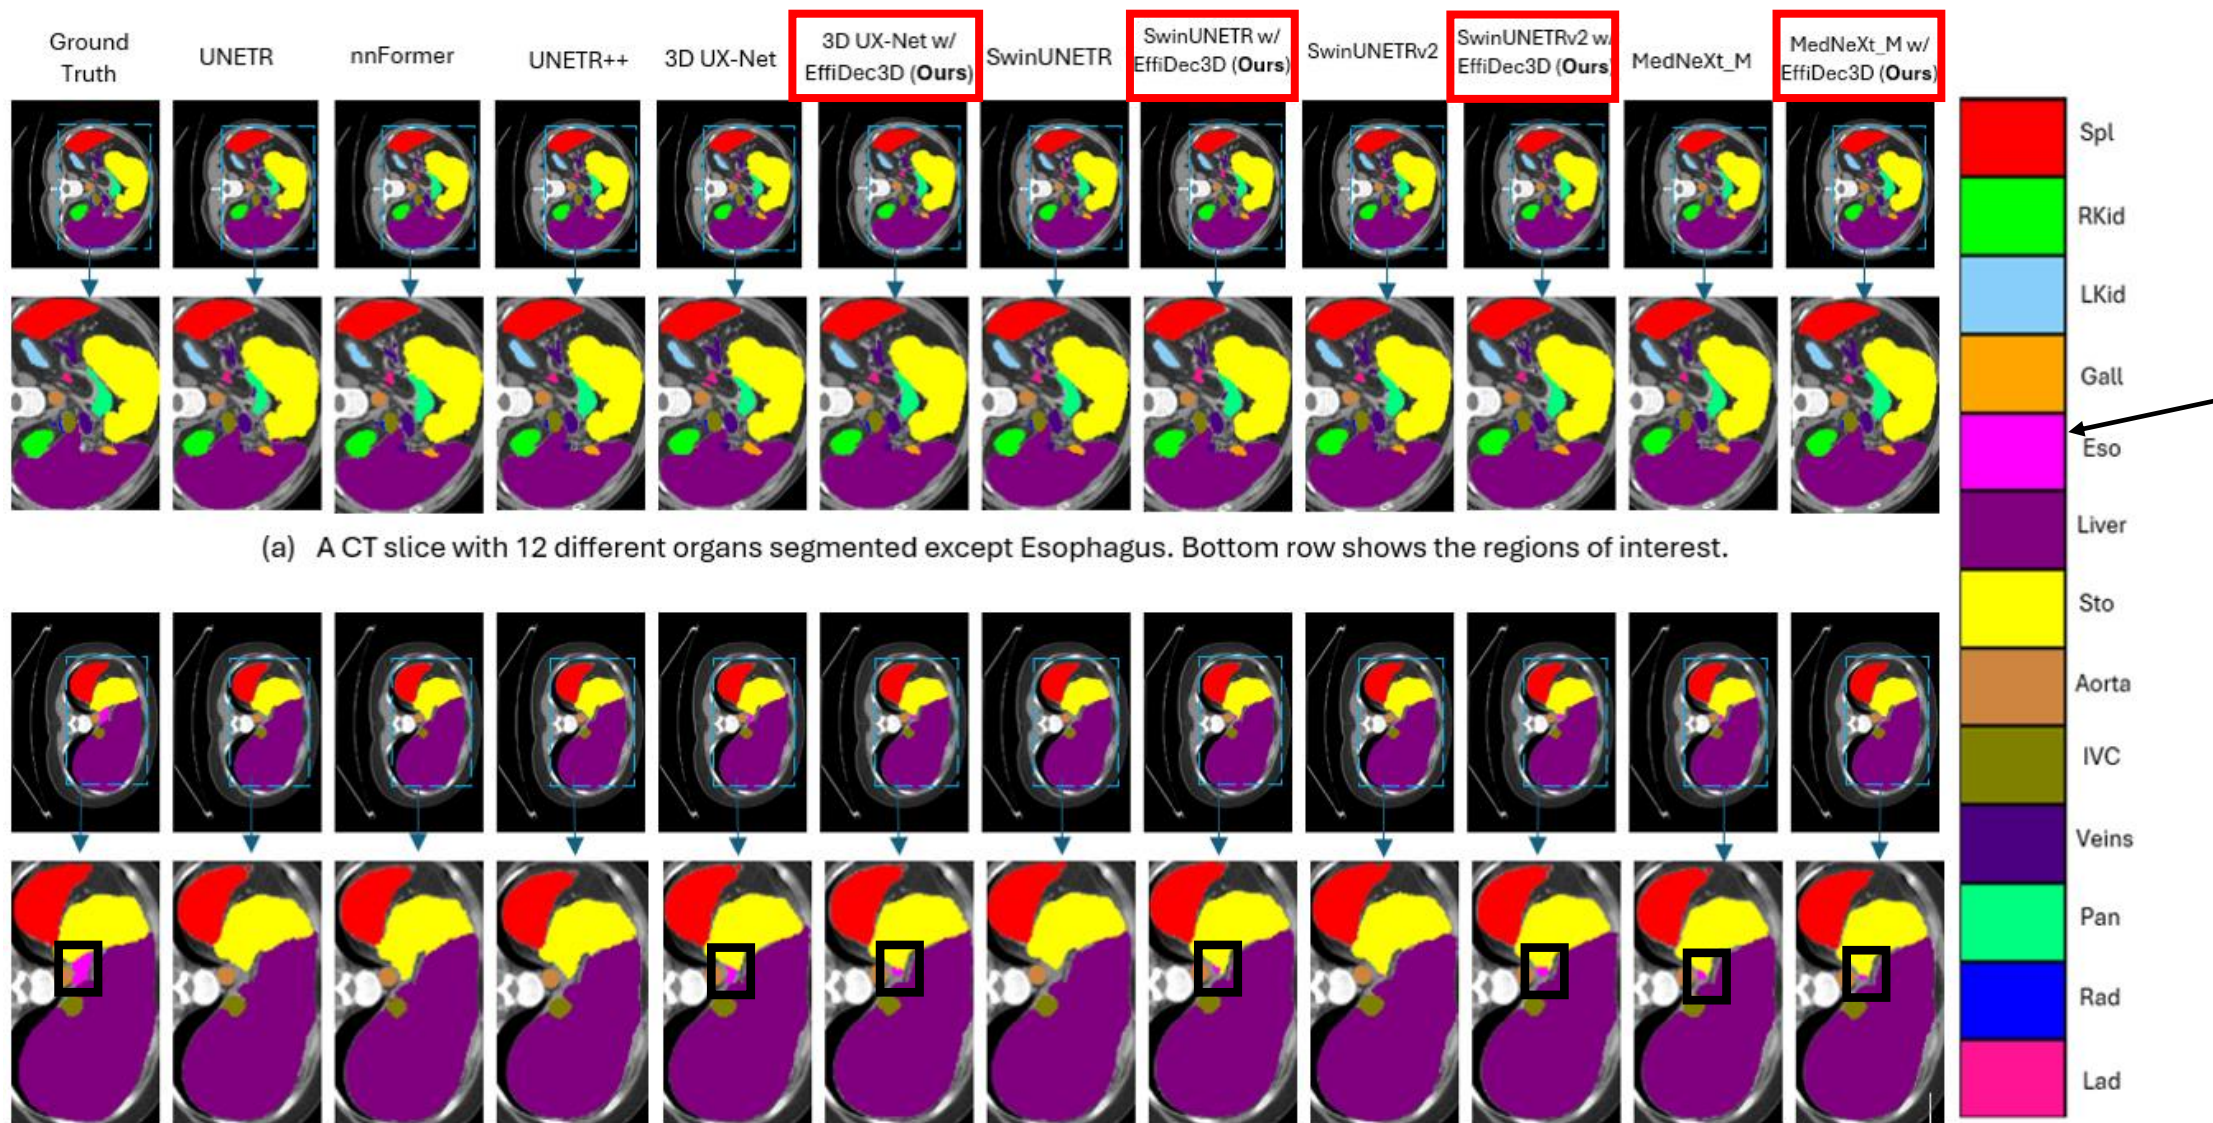 Ground
Truth
UNETR
nnFormer
UNETR++
3D UX-Net
3D UX-Net w/
EffiDec3D (Ours)
SwinUNETR
SwinUNETR w/
EffiDec3D (Ours)
SwinUNETRv2
SwinUNETRv2 w/
EffiDec3D (Ours)
MedNeXt_M
MedNeXt_M w/
EffiDec3D (Ours)
Spl
RKid
LKid
Gall
Eso
Liver
Sto
Aorta
IVC
Veins
Pan
Rad
Lad
(a) A CT slice with 12 different organs segmented except Esophagus. Bottom row shows the regions of interest.